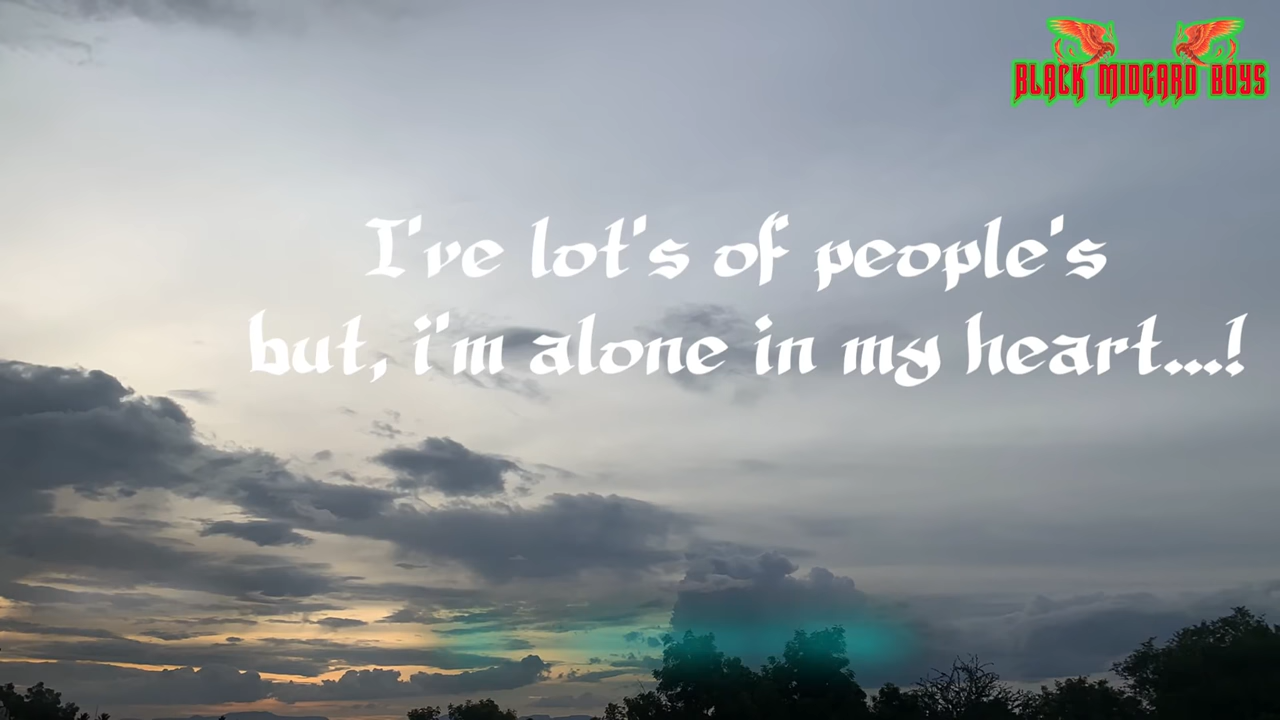 BLACK MIDGARD BOYS
I've lot's of people's
but, i'm alone in my heart...!